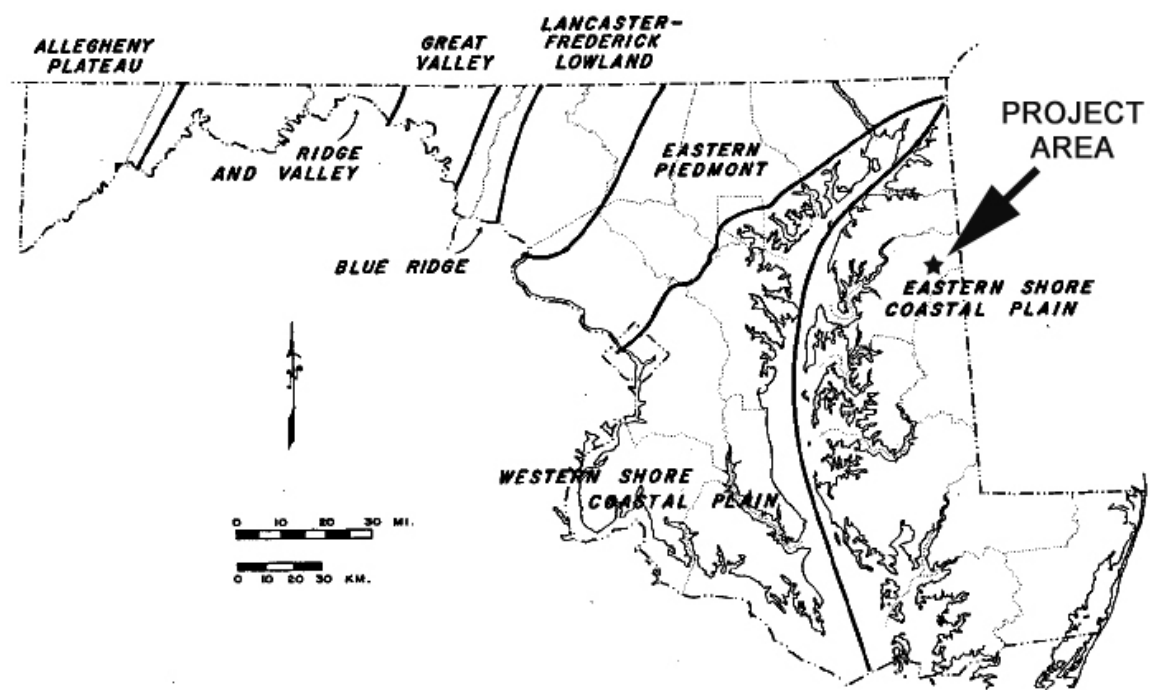 ALLEGHENY
PLATEAU
GREAT
VALLEY
LANCASTER-
FREDERICK
LOWLAND
PROJECT
AREA
RIDGE
AND VALLEY
EASTERN
PIEDMONT
BLUE RIDGE
EASTERN SHORE
COASTAL PLAIN
WESTERN SHORE
COASTAL PLAIN
0 10 20 30 MI.
0 10 20 30 KM.